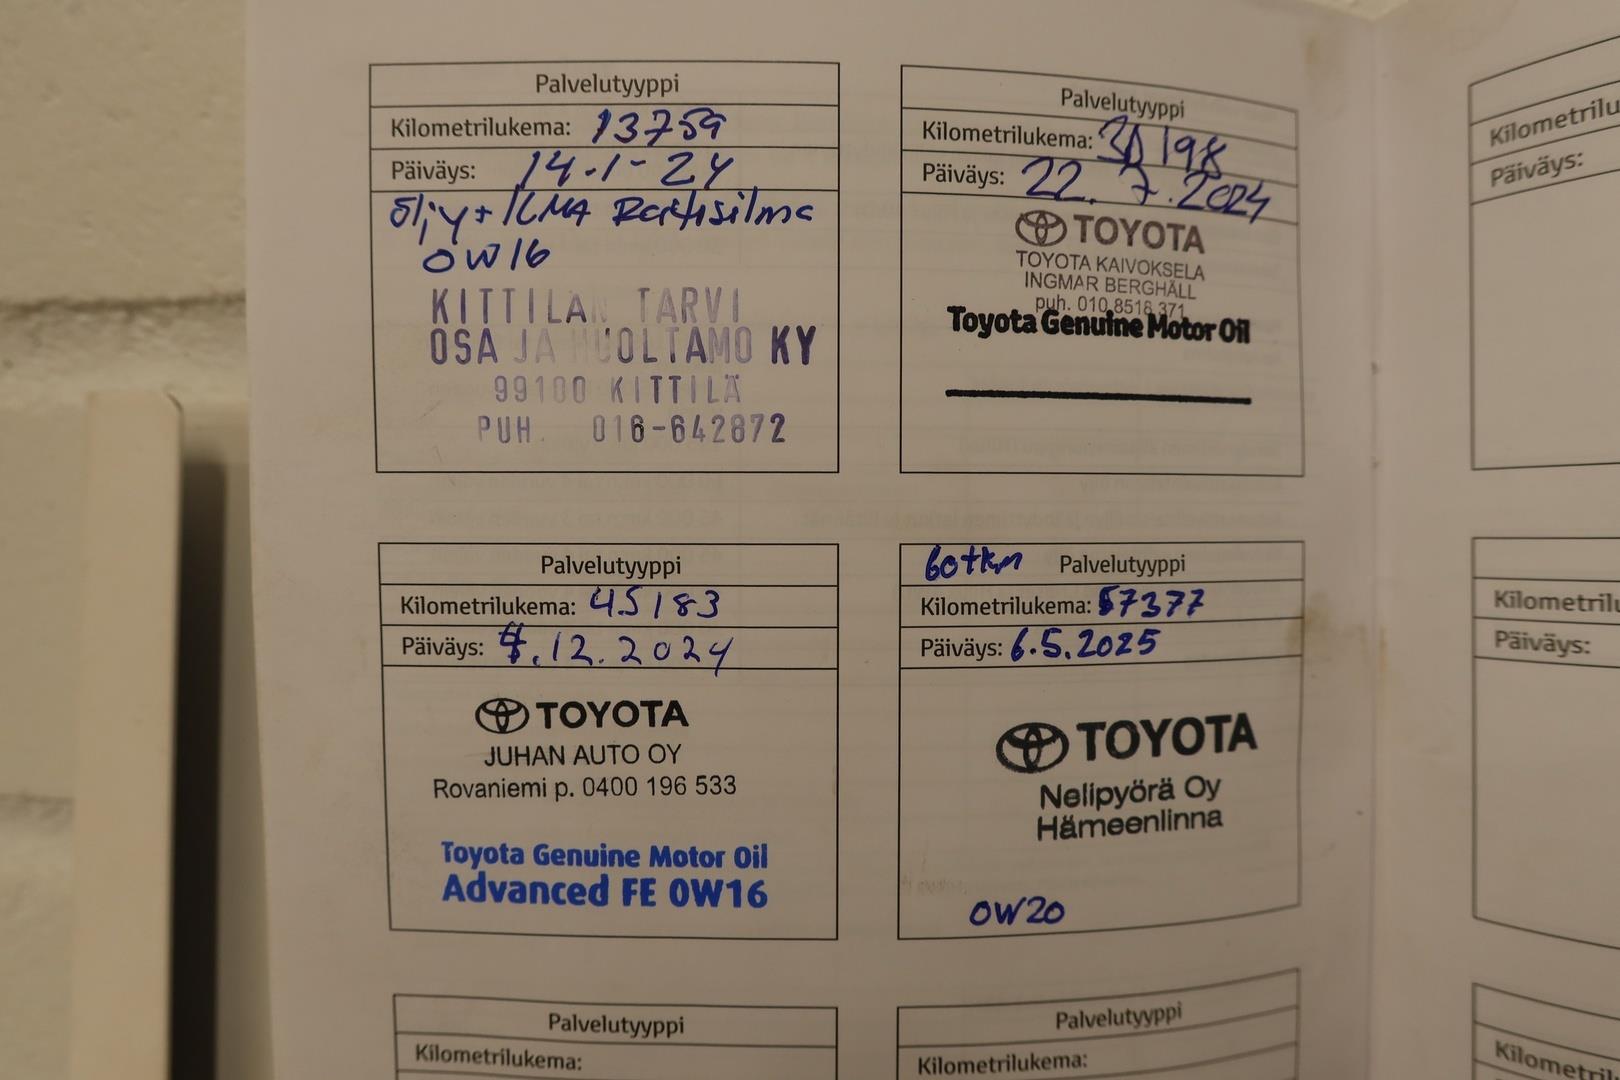 Palvelutyyppi
Kilometrilukema: 13759
Päiväys: 14.1-24
Öljy + ILMA Raitisilma
0W16
KITTILÄN TARVI
OSA JA HUOLTAMO KY
99100 KITTILÄ
PUH. 016-642872
Palvelutyyppi
Kilometrilukema: 30198
Päiväys: 22.7.2024
TOYOTA
TOYOTA KAIVOKSELA
INGMAR BERGHÄLL
puh. 010 8518 371
Toyota Genuine Motor Oil
Palvelutyyppi
Kilometrilukema: 45183
Päiväys: .12.2024
TOYOTA
JUHAN AUTO OY
Rovaniemi p. 0400 196 533
Toyota Genuine Motor Oil
Advanced FE 0W16
60tkm Palvelutyyppi
Kilometrilukema: 57377
Päiväys: 6.5.2025
TOYOTA
Nelipyörä Oy
Hämeenlinna
0W20
Palvelutyyppi
Kilometrilukema:
Palvelutyyppi
Kilometrilukema:
Kilometrilu
Päiväys:
Kilometrilu
Päiväys:
Kilometrilu